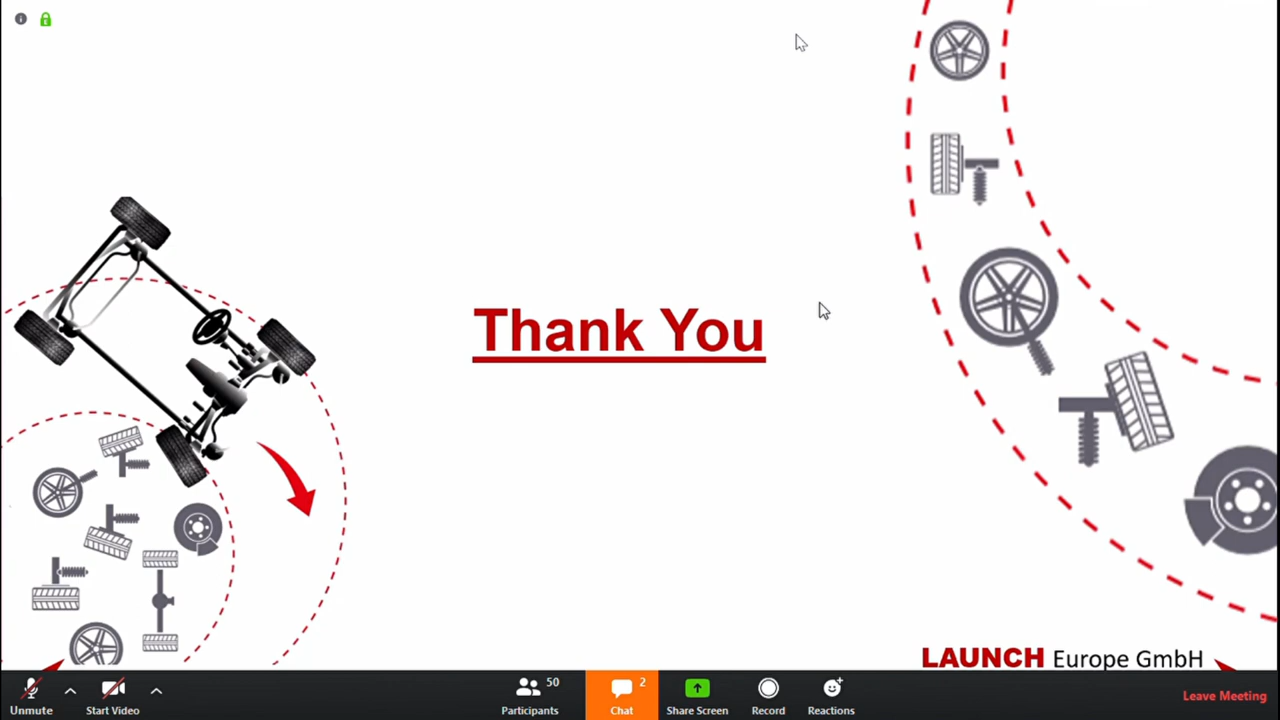 Thank You
LAUNCH Europe GmbH
Unmute
Start Video
50
Participants
2
Chat
Share Screen
Record
Reactions
Leave Meeting